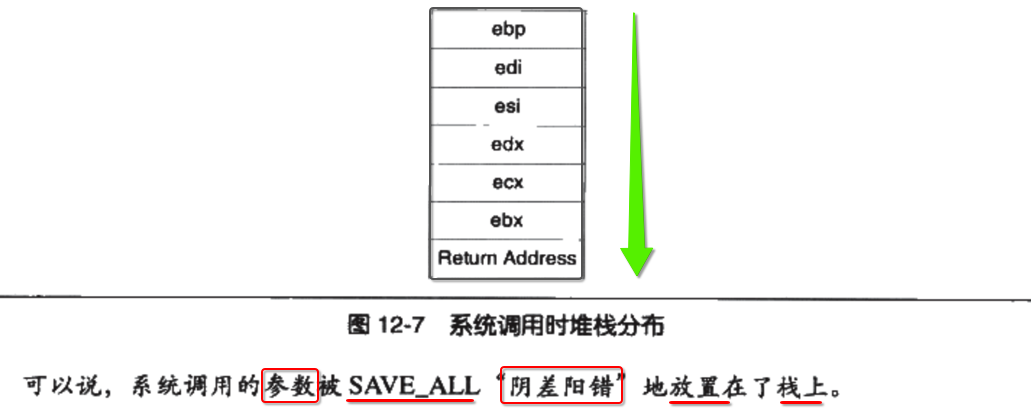 ebp
edi
esi
edx
ecx
ebx
Return Address
图 12-7 系统调用时堆栈分布
可以说，系统调用的参数被 SAVE_ALL “阴差阳错” 地放置在了栈上。